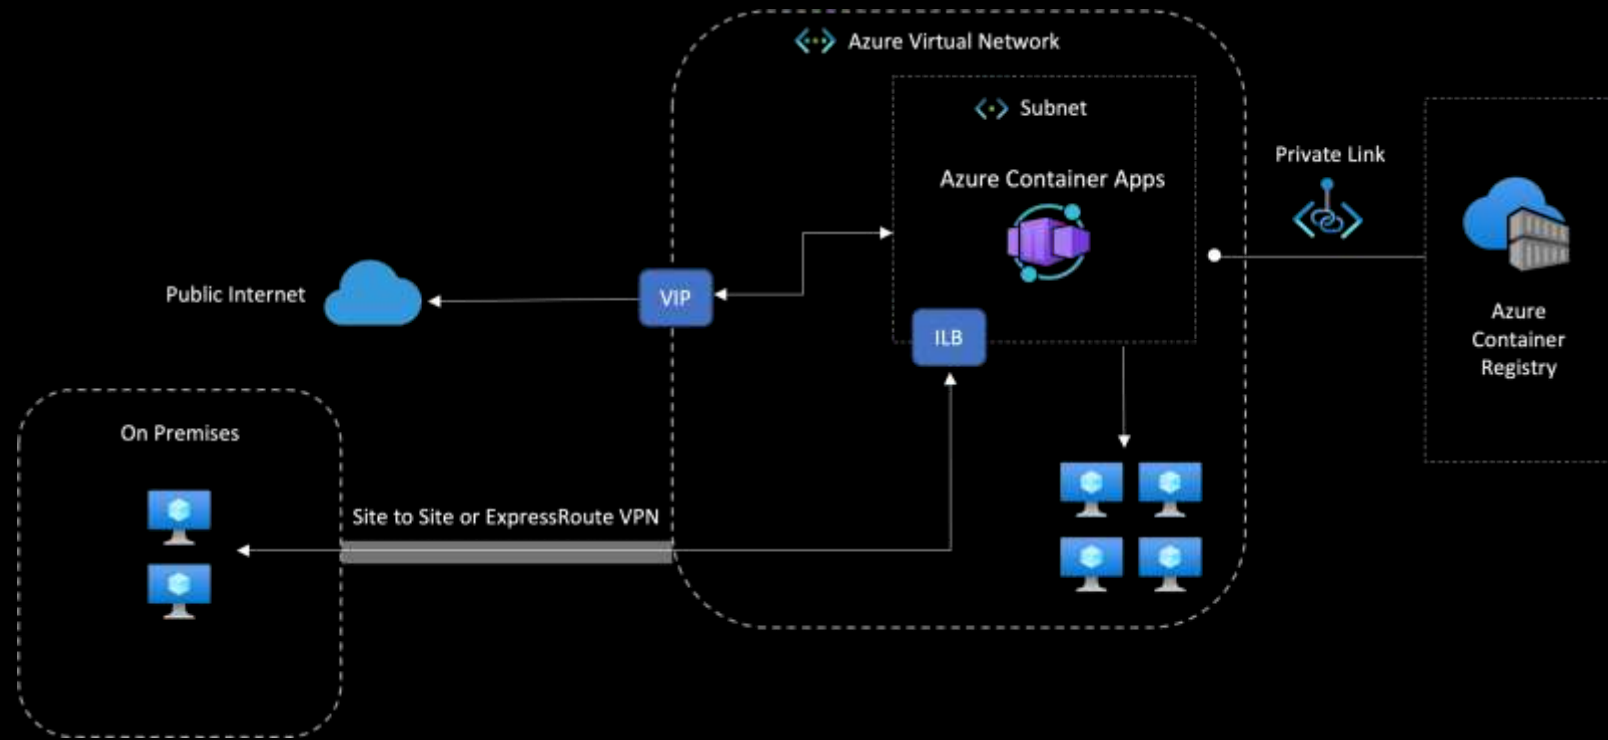 Azure Virtual Network
Subnet
Azure Container Apps
Private Link
Public Internet
VIP
ILB
Azure
Container
Registry
On Premises
Site to Site or ExpressRoute VPN